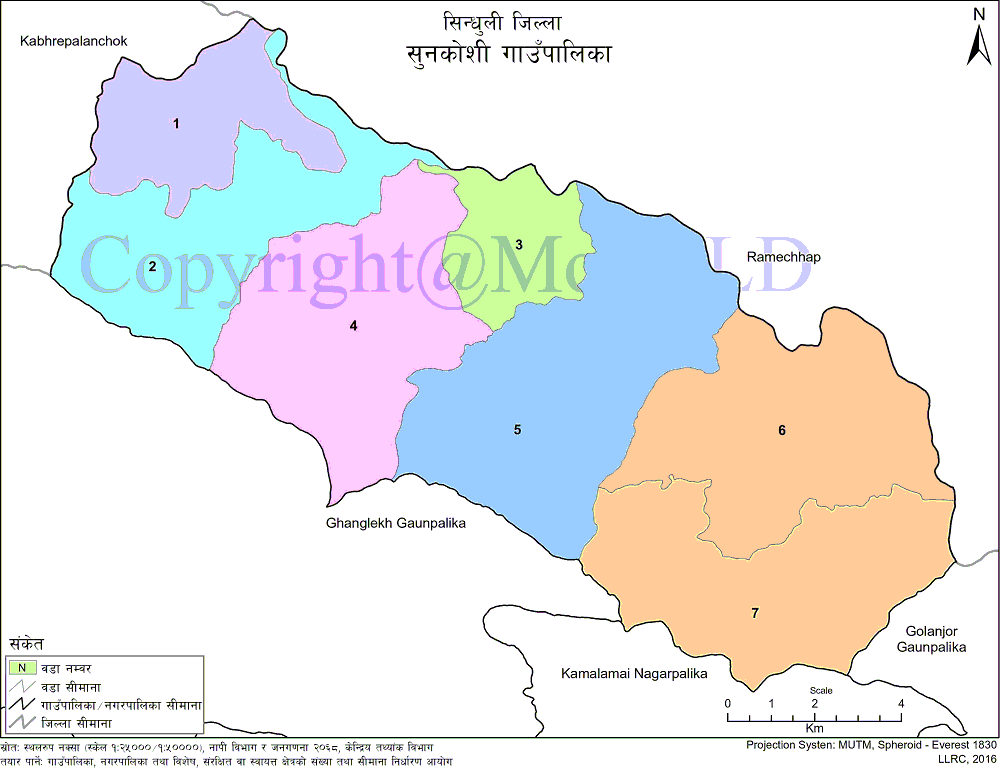 सिन्धुली जिल्ला
सुनकोशी गाउँपालिका
N
Kabhrepalanchok
1
2
3
4
5
6
7
Copyright@Mo LD
Ramechhap
Ghanglekh Gaunpalika
Kamalamai Nagarpalika
Golanjor
Gaunpalika
संकेत
N वडा नम्बर
वडा सीमाना
गाउँपालिका/नगरपालिका सीमाना
जिल्ला सीमाना
Scale
0 1 2 4
Km
स्रोतः स्थलरुप नक्सा (स्केल १:२५०००/१:५००००), नापी विभाग र जनगणना २०६८, केन्द्रिय तथ्यांक विभाग
तयार पार्नेः गाउँपालिका, नगरपालिका तथा विशेष, संरक्षित वा स्वायत्त क्षेत्रको संख्या तथा सीमाना निर्धारण आयोग
Projection Systen: MUTM, Spheroid - Everest 1830
LLRC, 2016